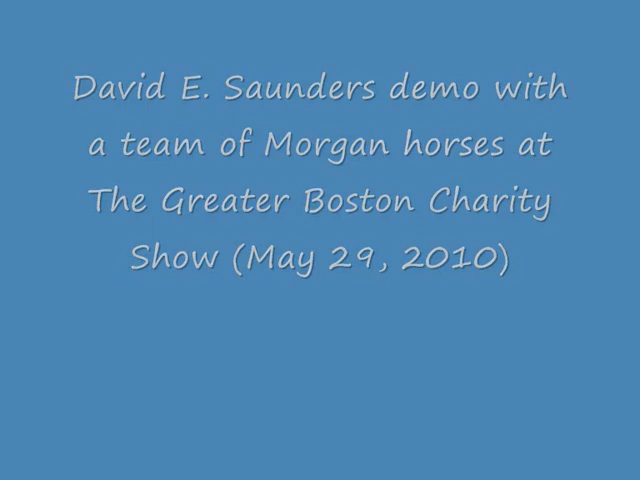 David E. Saunders demo with
a team of Morgan horses at
The Greater Boston Charity
Show (May 29, 2010)